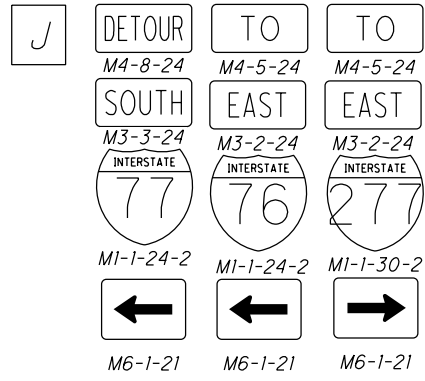 J
DETOUR TO TO
M4-8-24 M4-5-24 M4-5-24
SOUTH EAST EAST
M3-3-24 M3-2-24 M3-2-24
INTERSTATE INTERSTATE INTERSTATE
77 76 277
M1-1-24-2 M1-1-24-2 M1-1-30-2
M6-1-21 M6-1-21 M6-1-21